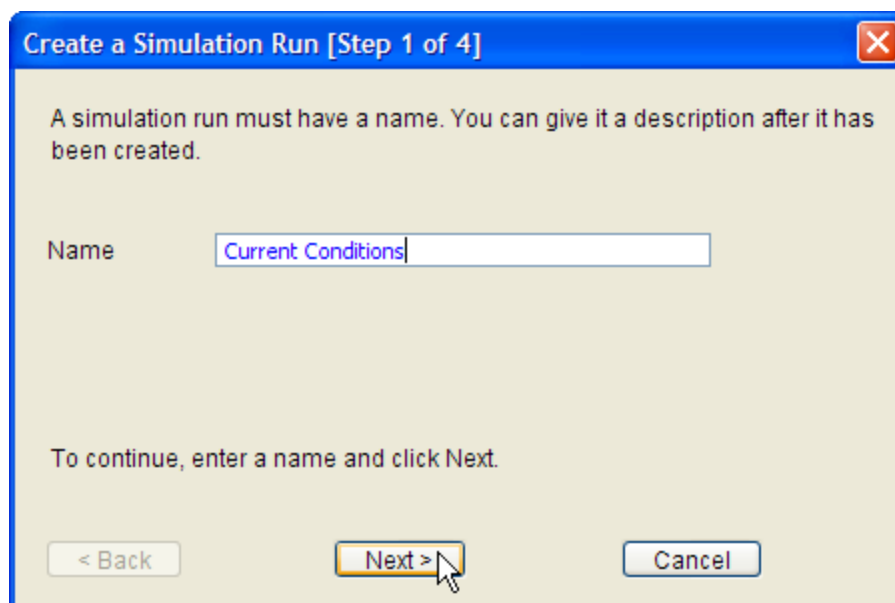 Create a Simulation Run [Step 1 of 4]
A simulation run must have a name. You can give it a description after it has
been created.
Name Current Conditions
To continue, enter a name and click Next.
< Back Next > Cancel